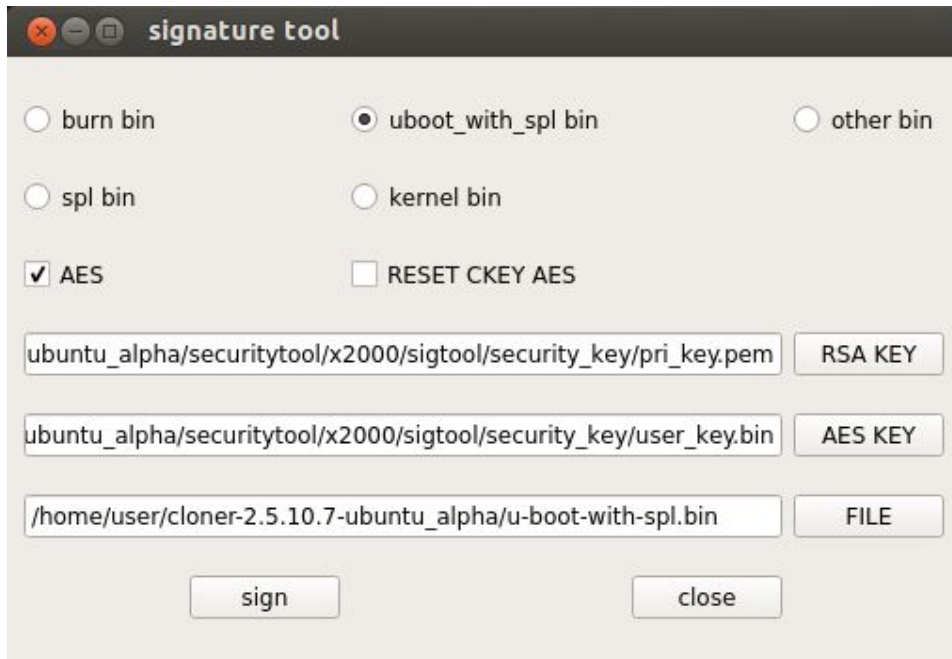 signature tool
burn bin
uboot_with_spl bin
other bin
spl bin
kernel bin
AES
RESET CKEY AES
ubuntu_alpha/securitytool/x2000/sigtool/security_key/pri_key.pem
RSA KEY
ubuntu_alpha/securitytool/x2000/sigtool/security_key/user_key.bin
AES KEY
/home/user/cloner-2.5.10.7-ubuntu_alpha/u-boot-with-spl.bin
FILE
sign
close